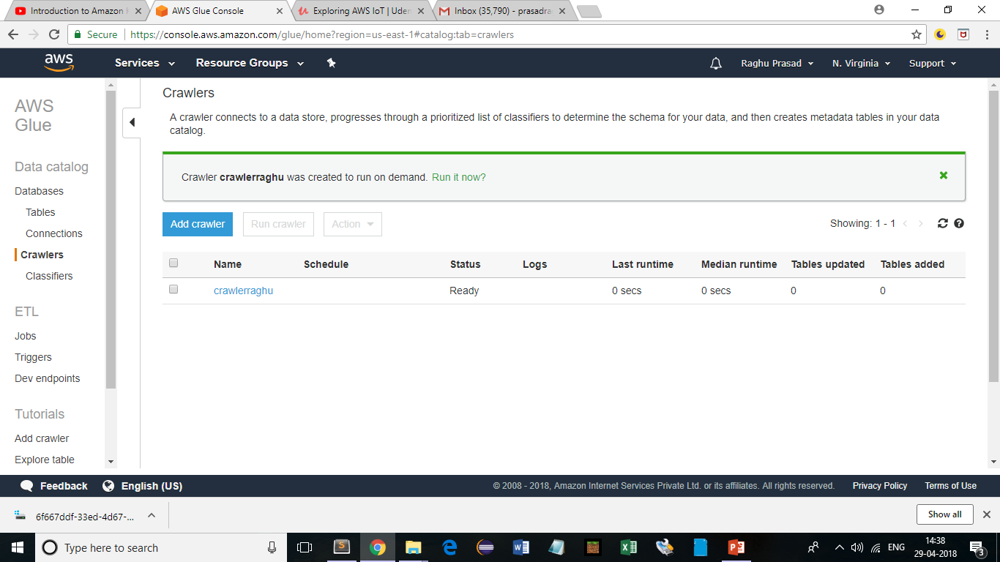 Introduction to Amazon
AWS Glue Console
Exploring AWS IoT | Uder
Inbox (35,790) - prasadra
Secure
https://console.aws.amazon.com/glue/home?region=us-east-1#catalog:tab=crawlers
aws
Services
Resource Groups
Raghu Prasad
N. Virginia
Support
AWS
Glue
Data catalog
Databases
Tables
Connections
Crawlers
Classifiers
ETL
Jobs
Triggers
Dev endpoints
Tutorials
Add crawler
Explore table
Crawlers
A crawler connects to a data store, progresses through a prioritized list of classifiers to determine the schema for your data, and then creates metadata tables in your data
catalog.
Crawler crawlerraghu was created to run on demand. Run it now?
Add crawler
Run crawler
Action
Showing: 1 - 1
Name Schedule Status Logs Last runtime Median runtime Tables updated Tables added
crawlerraghu Ready 0 secs 0 secs 0 0
Feedback
English (US)
© 2008 - 2018, Amazon Internet Services Private Ltd. or its affiliates. All rights reserved.
Privacy Policy
Terms of Use
6f667ddf-33ed-4d67-...
Show all
Type here to search
ENG
14:38
29-04-2018
3